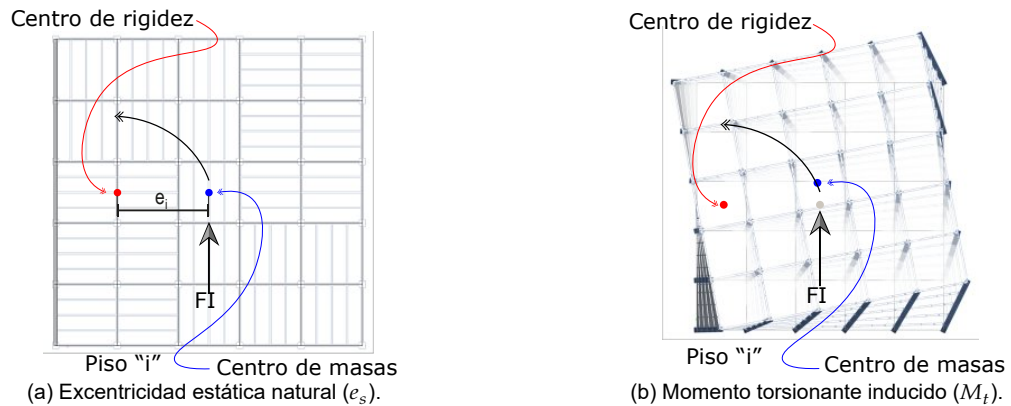 Centro de rigidez
e_i
FI
Piso “i”
Centro de masas
(a) Excentricidad estática natural (e_s).
Centro de rigidez
FI
Piso “i”
Centro de masas
(b) Momento torsionante inducido (M_t).